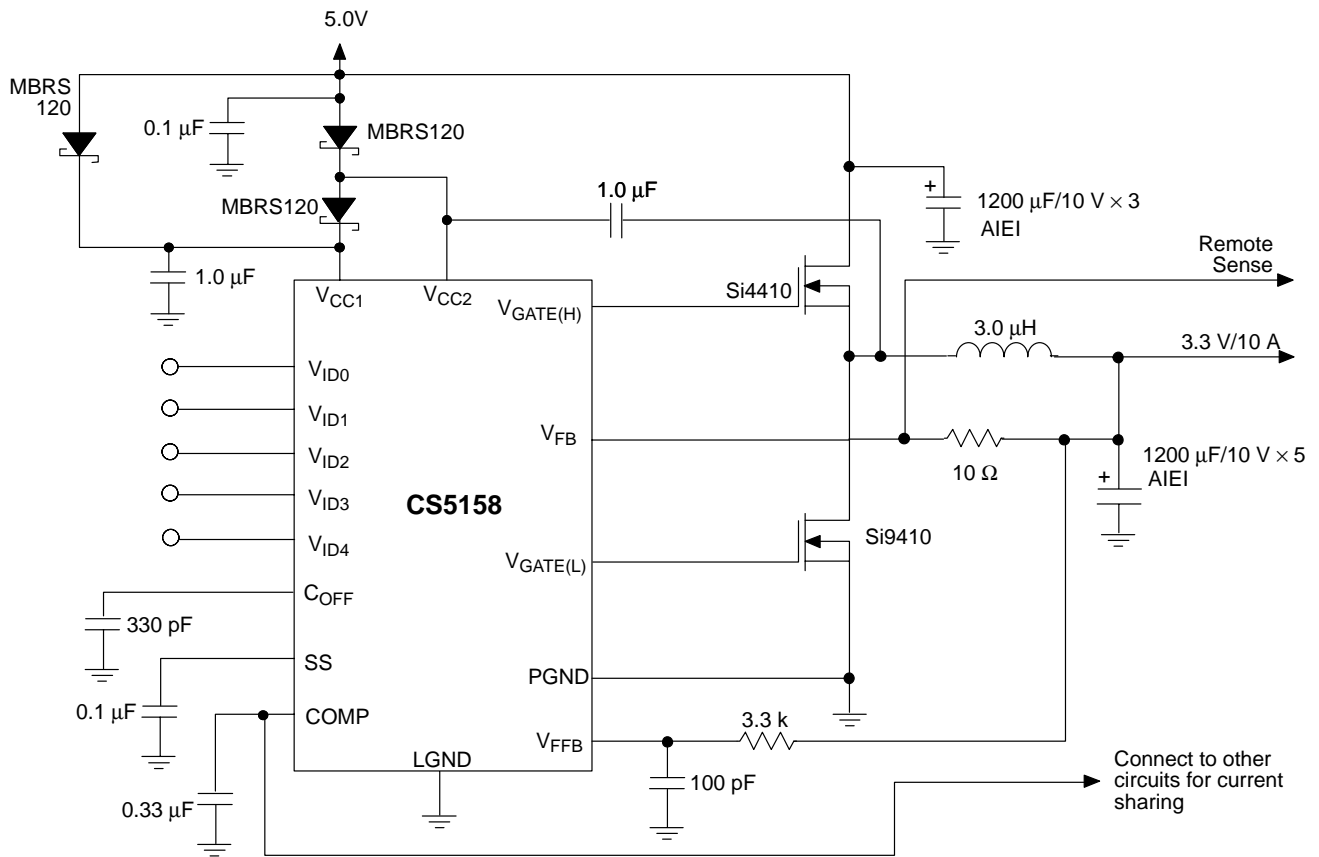 5.0V
MBRS
120
0.1 μF
MBRS120
MBRS120
1.0 μF
1200 μF/10 V × 3
AIEI
Remote
Sense
1.0 μF
VCC1
VCC2
VGATE(H)
Si4410
3.0 μH
3.3 V/10 A
VID0
VID1
VFB
10 Ω
1200 μF/10 V × 5
AIEI
VID2
VID3
CS5158
VID4
VGATE(L)
Si9410
COFF
330 pF
SS
PGND
0.1 μF
COMP
3.3 k
VFFB
LGND
100 pF
0.33 μF
Connect to other
circuits for current
sharing